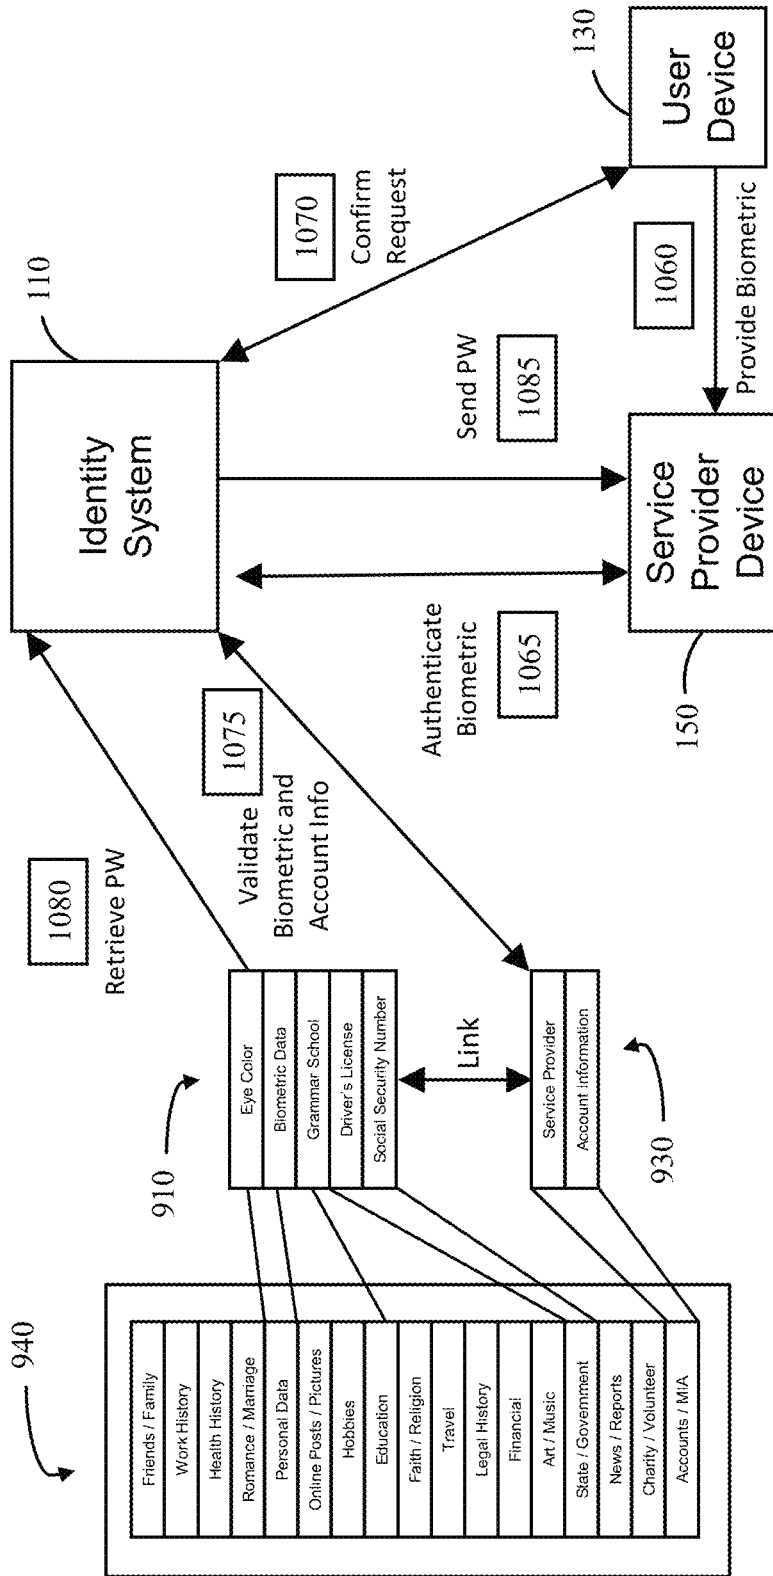 940
Friends / Family
Work History
Health History
Romance / Marriage
Personal Data
Online Posts / Pictures
Hobbies
Education
Faith / Religion
Travel
Legal History
Financial
Art / Music
State / Government
News / Reports
Charity / Volunteer
Accounts / MIA
910
Eye Color
Biometric Data
Grammar School
Driver's License
Social Security Number
Link
Service Provider
Account Information
930
1080
Retrieve PW
1075
Validate
Biometric and
Account Info
110
Identity
System
1070
Confirm
Request
Authenticate
Biometric
1065
Send PW
1085
150
Service
Provider
Device
1060
Provide Biometric
130
User
Device